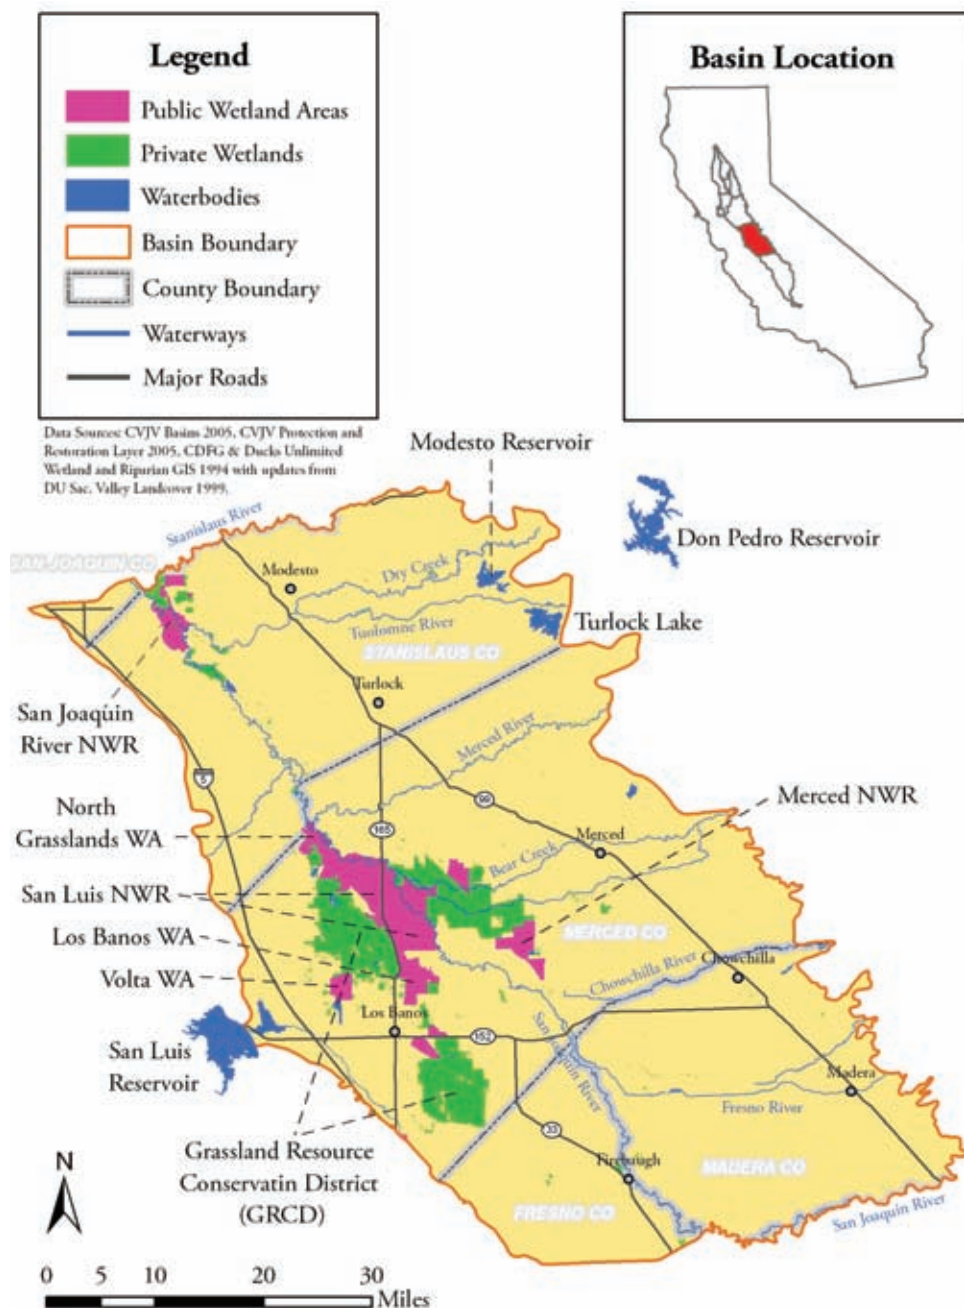 Legend
Public Wetland Areas
Private Wetlands
Waterbodies
Basin Boundary
County Boundary
Waterways
Major Roads
Basin Location
Data Sources: CVJV Basins 2005, CVJV Protection and
Restoration Layer 2005, CDFG & Ducks Unlimited
Wetland and Riparian GIS 1994 with updates from
DU Sac. Valley Landcover 1999.
Modesto Reservoir
Don Pedro Reservoir
Stanislaus River
SAN JOAQUIN CO
Modesto
Dry Creek
Tuolomne River
Turlock Lake
STANISLAUS CO
Turlock
San Joaquin
River NWR
Merced River
5
99
165
North
Grasslands WA
Merced NWR
Merced
Bear Creek
San Luis NWR
Los Banos WA
MERCED CO
Volta WA
Chowchilla
Chowchilla River
Los Banos
152
San Joaquin River
San Luis
Reservoir
Madera
Fresno River
33
Grassland Resource
Conservatin District
(GRCD)
Firebaugh
MADERA CO
FRESNO CO
San Joaquin River
N
0 5 10 20 30
Miles